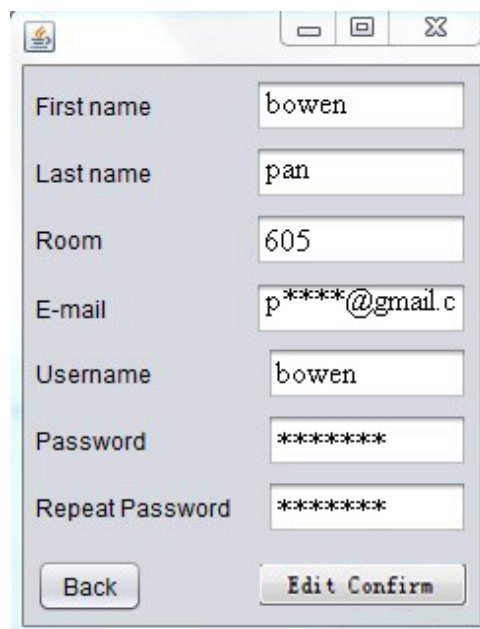 First name bowen
Last name pan
Room 605
E-mail p****@gmail.c
Username bowen
Password *******
Repeat Password *******
Back Edit Confirm